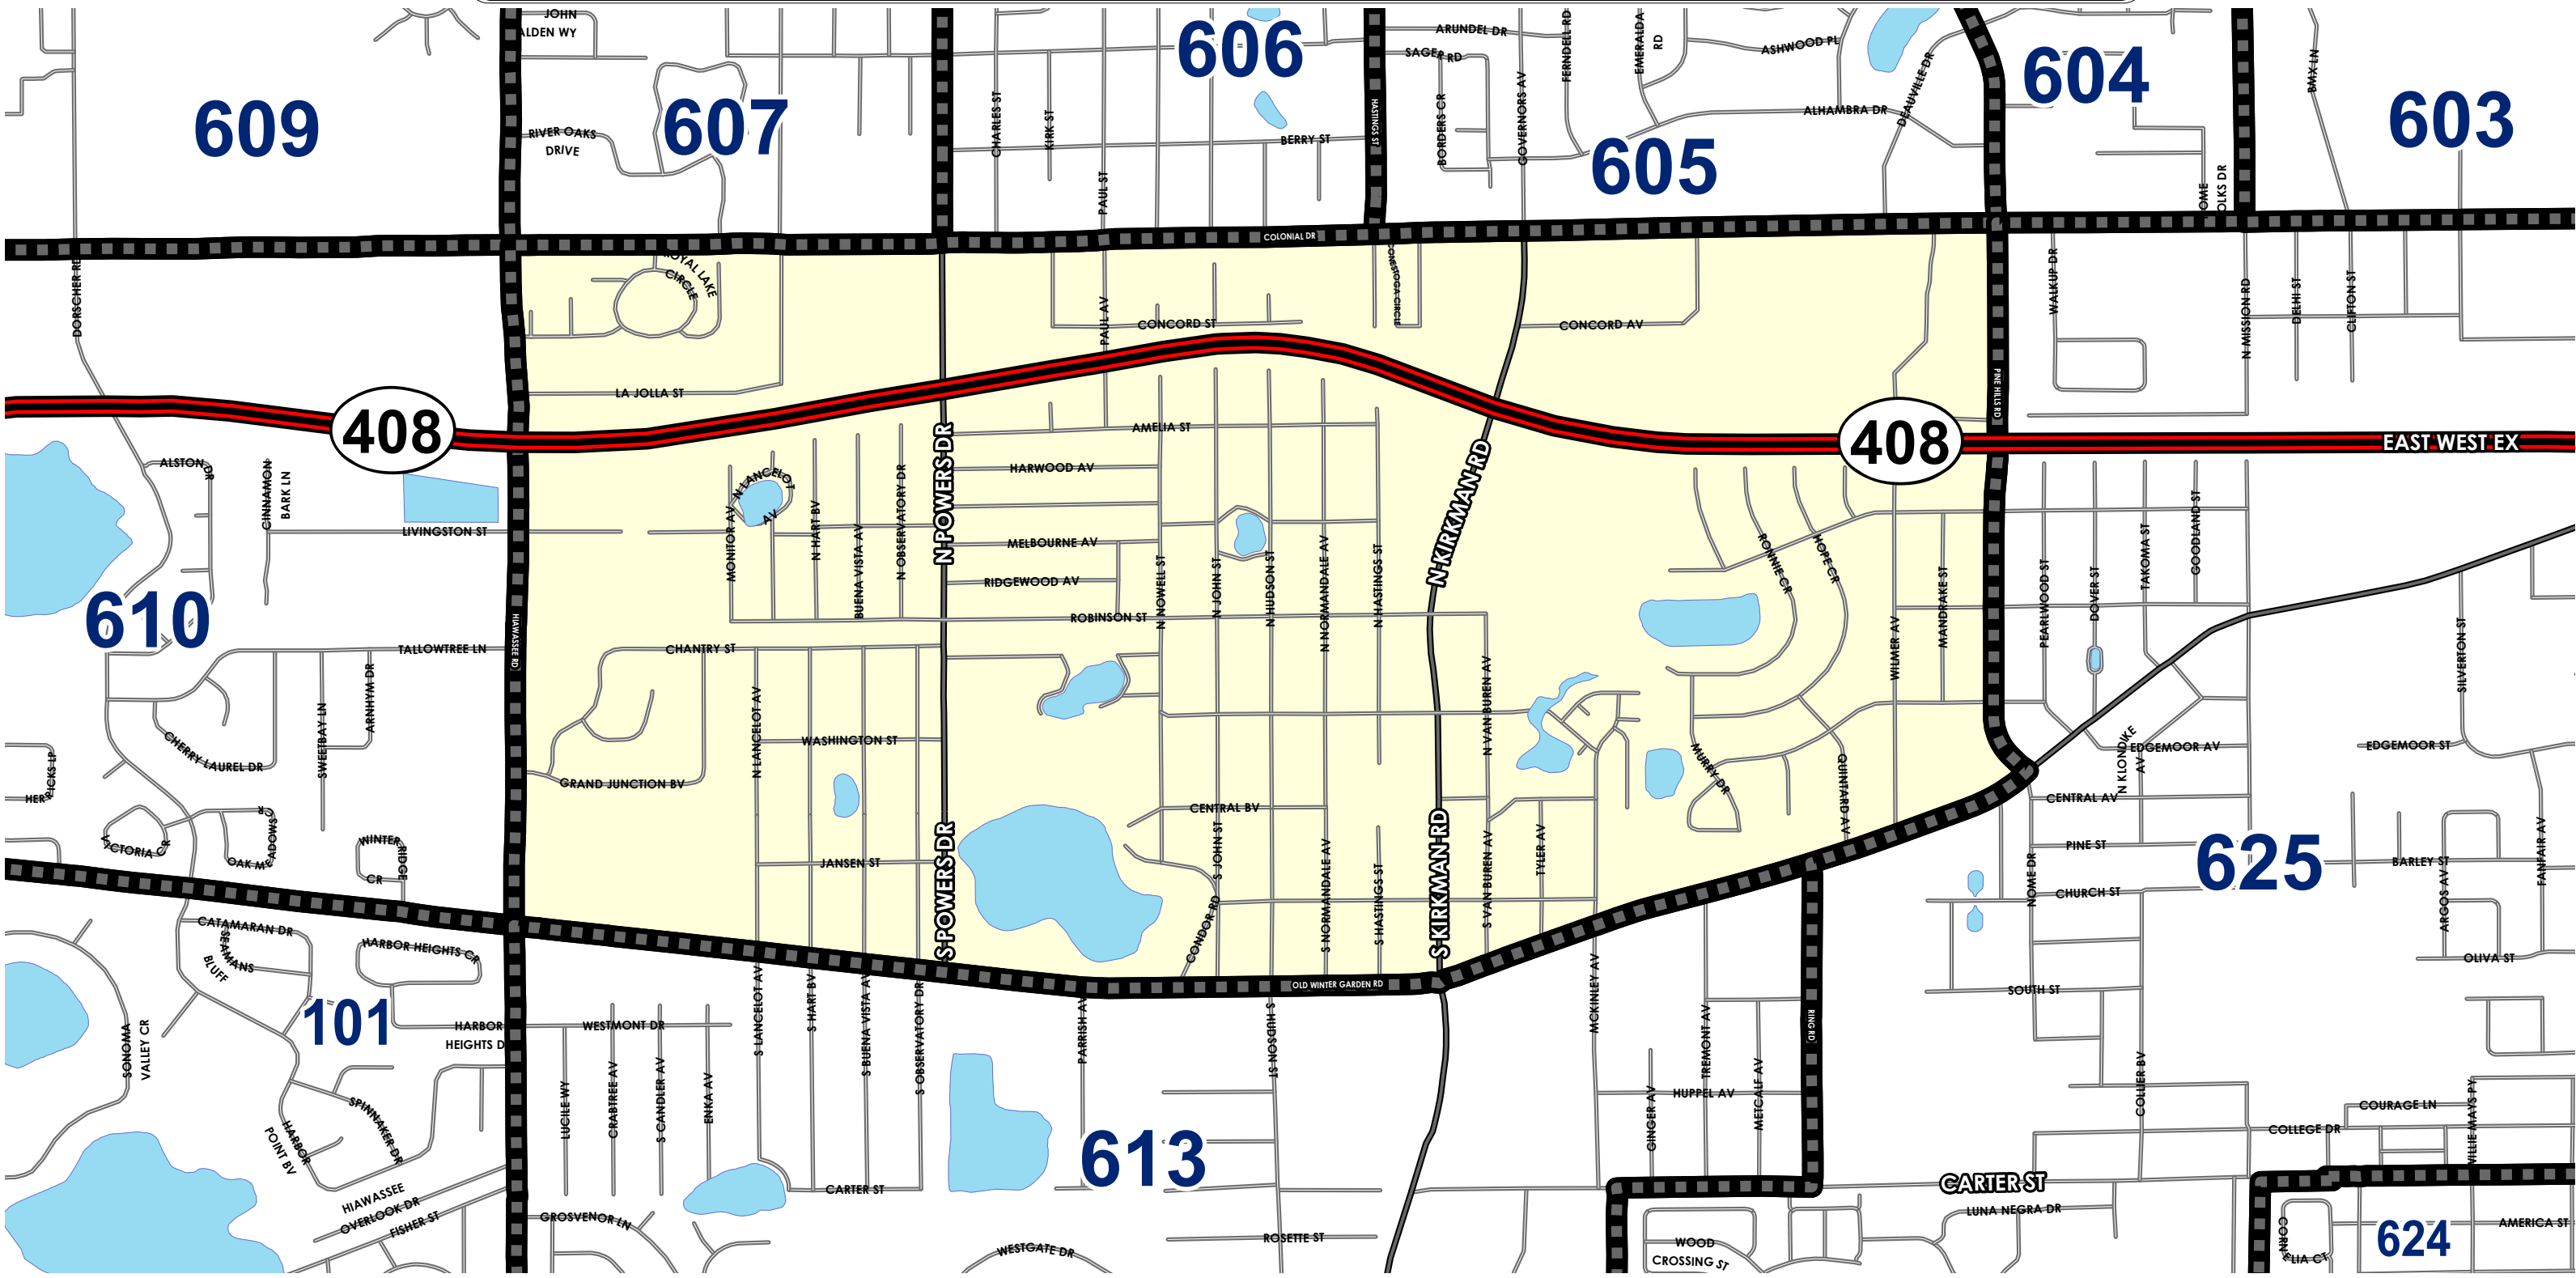 JOHN
ALDEN WY
606
ARUNDEL DR
SAGER RD
FERNDELL RD
EMERALDA
RD
ASHWOOD PL
DEAUVILLE DR
604
BMX LN
603
609
RIVER OAKS
DRIVE
607
CHARLES ST
KIRK ST
PAUL ST
BERRY ST
HASTINGS ST
BORDERS CR
GOVERNORS AV
605
ALHAMBRA DR
COLONIAL DR
DORSCHER RD
ROYAL LAKE
CIRCLE
PAUL AV
CONCORD ST
CONESTOGA CIRCLE
CONCORD AV
PINE HILLS RD
WALKUP DR
N MISSION RD
DELHI ST
CLIFTON ST
LA JOLLA ST
408
408
EAST WEST EX
ALSTON DR
CINNAMON
BARK LN
LIVINGSTON ST
N LANCELOT
AV
MONITOR AV
N HART BV
BUENA VISTA AV
N OBSERVATORY DR
N POWERS DR
AMELIA ST
HARWOOD AV
MELBOURNE AV
RIDGEWOOD AV
ROBINSON ST
N NOWELL ST
N JOHN ST
N HUDSON ST
N NORMANDALE AV
N HASTINGS ST
N KIRKMAN RD
RONNIE CR
HOPE CR
WILMER AV
MANDRAKE ST
PEARLWOOD ST
DOVER ST
TAKOMA ST
GOODLAND ST
SILVERTON ST
610
HIAWASSEE RD
TALLOWTREE LN
CHANTRY ST
ARNHYM DR
SWEETBAY LN
CHERRY LAUREL DR
N LANCELOT AV
WASHINGTON ST
GRAND JUNCTION BV
N VAN BUREN AV
MURRY DR
QUINTARD AV
N KLONDIKE
AV
EDGEMOOR AV
EDGEMOOR ST
VICTORIA CR
OAK MEADOWS CR
WINTER
RIDGE
CR
JANSEN ST
S POWERS DR
CENTRAL BV
S JOHN ST
CONDOR RD
S NORMANDALE AV
S HASTINGS ST
S KIRKMAN RD
S VAN BUREN AV
TYLER AV
CENTRAL AV
PINE ST
CHURCH ST
NOME DR
625
BARLEY ST
ARGOS AV
FANFAIR AV
OLIVA ST
SOUTH ST
CATAMARAN DR
SEAMANS
BLUFF
HARBOR HEIGHTS CR
101
HARBOR
HEIGHTS D
SONOMA
VALLEY CR
WESTMONT DR
S LANCELOT AV
S HART BV
S BUENA VISTA AV
S OBSERVATORY DR
PARRISH AV
OLD WINTER GARDEN RD
S HUDSON ST
MCKINLEY AV
TREMONT AV
METCALF AV
GINGER AV
HUPPEL AV
RING RD
COLLIER BV
LUCILE WY
CRABTREE AV
S CANDLER AV
ENKA AV
SPINNAKER DR
HARBOR
POINT BV
HIAWASSEE
OVERLOOK DR
FISHER ST
GROSVENOR LN
CARTER ST
613
WESTGATE DR
ROSETTE ST
WOOD
CROSSING ST
CARTER ST
LUNA NEGRA DR
COURAGE LN
COLLEGE DR
WILLIE MAYS PY
624
AMERICA ST